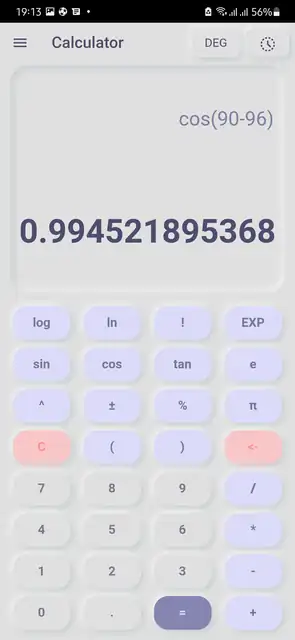 19:13 56%
Calculator DEG
cos(90-96)
0.994521895368
log ln ! EXP
sin cos tan e
^ ± % π
C ( ) <-
7 8 9 /
4 5 6 *
1 2 3 -
0 . = +